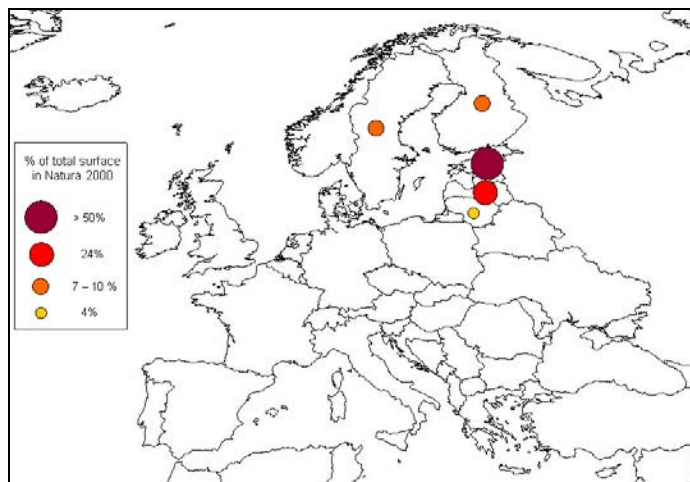 % of total surface
in Natura 2000
> 50%
24%
7 – 10 %
4%